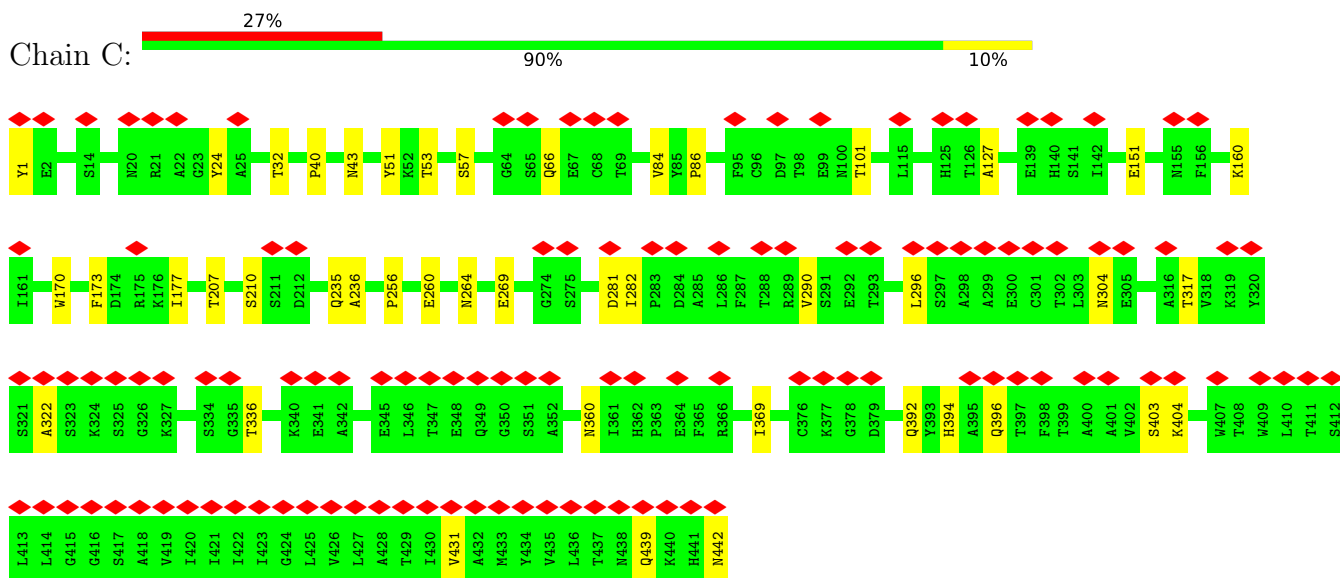 27%
Chain C:
90% 10%
Y1 E2 S14 N20 R21 A22 G23 Y24 A25 T32 P40 N43 Y51 K52 T53 S57 G64 S65 Q66 E67 C68 T69 V84 Y85 P86 F95 C96 D97 T98 E99 N100 T101 L115 H125 T126 A127 E139 H140 S141 I142 E151 N155 F156 K160
I161 W170 F173 D174 R175 K176 I177 T207 S210 S211 D212 Q235 A236 P256 E260 N264 E269 G274 S275 D281 I282 P283 D284 A285 L286 F287 T288 R289 V290 S291 E292 T293 L296 S297 A298 A299 E300 C301 T302 L303 N304 E305 A316 T317 V318 K319 Y320
S321 A322 S323 K324 S325 G326 K327 S334 G335 T336 K340 E341 A342 E345 L346 T347 E348 Q349 G350 S351 A352 N360 I361 H362 P363 E364 F365 R366 I369 C376 K377 G378 D379 Q392 Y393 H394 A395 Q396 T397 F398 T399 A400 A401 V402 S403 K404 W407 T408 W409 L410 T411 S412
L413 L414 G415 G416 S417 A418 V419 I420 I421 I422 I423 G424 L425 V426 L427 A428 T429 I430 V431 A432 M433 Y434 V435 L436 T437 N438 Q439 K440 H441 N442